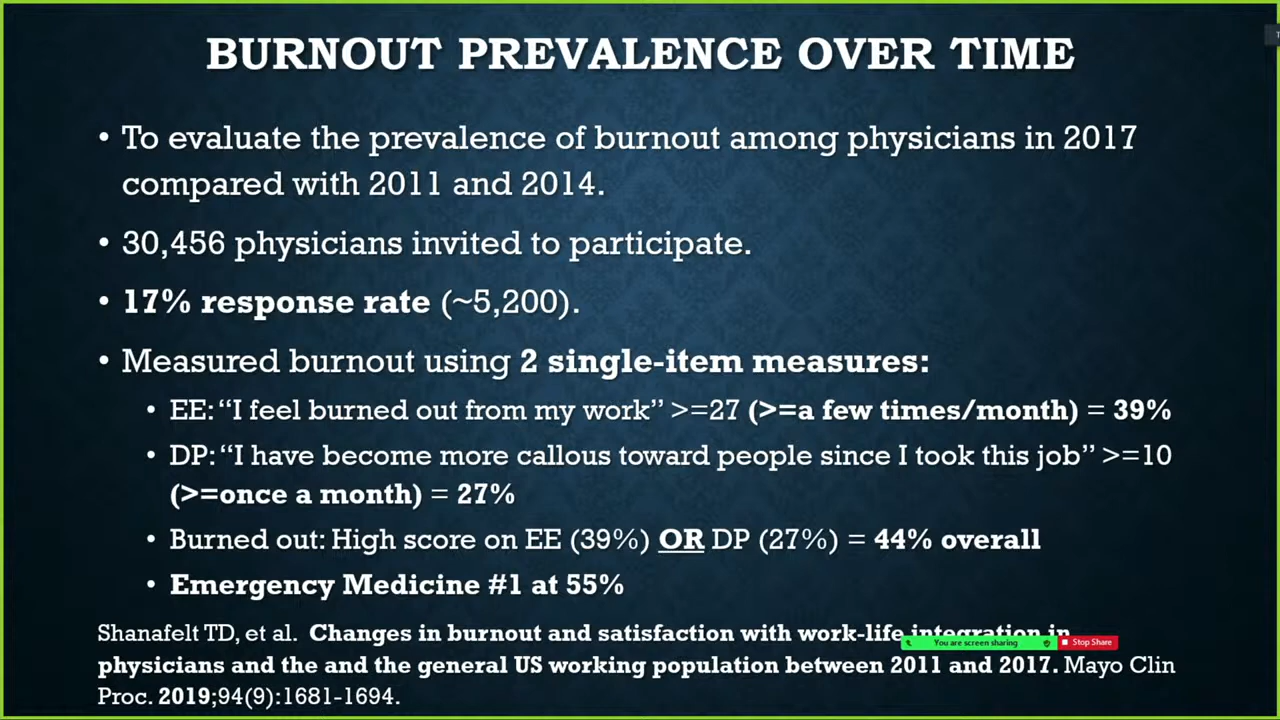 BURNOUT PREVALENCE OVER TIME
• To evaluate the prevalence of burnout among physicians in 2017
compared with 2011 and 2014.
• 30,456 physicians invited to participate.
• 17% response rate (~5,200).
• Measured burnout using 2 single-item measures:
• EE: “I feel burned out from my work” >=27 (>=a few times/month) = 39%
• DP: “I have become more callous toward people since I took this job” >=10
(>=once a month) = 27%
• Burned out: High score on EE (39%) OR DP (27%) = 44% overall
• Emergency Medicine #1 at 55%
Shanafelt TD, et al. Changes in burnout and satisfaction with work-life integration in
You are screen sharing Stop Share
physicians and the and the general US working population between 2011 and 2017. Mayo Clin
Proc. 2019;94(9):1681-1694.